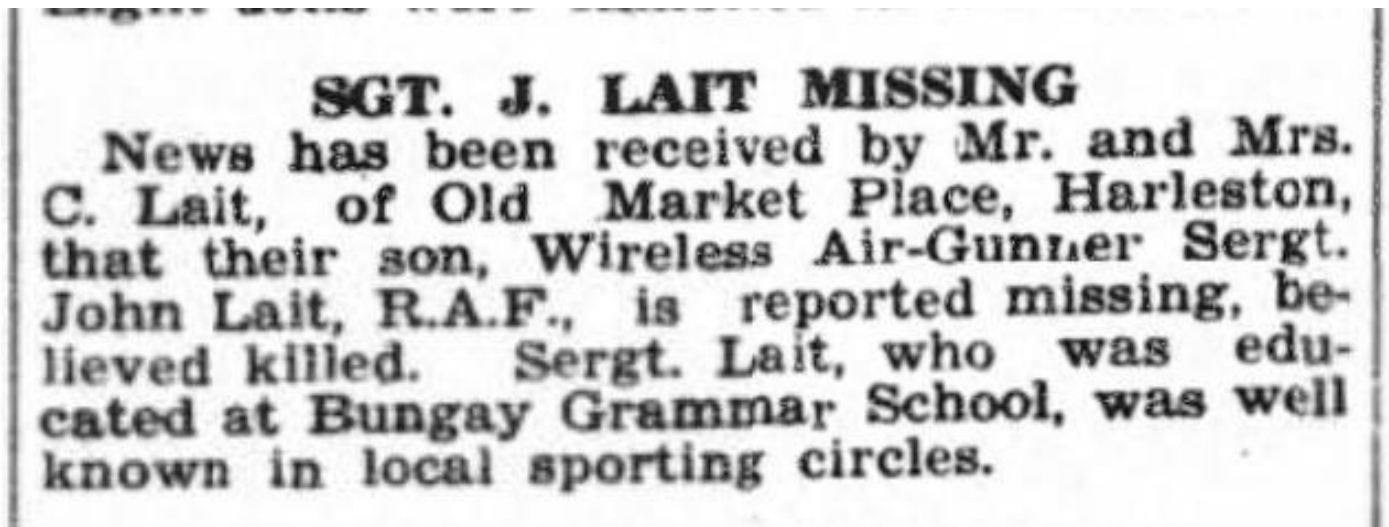 SGT. J. LAIT MISSING
News has been received by Mr. and Mrs.
C. Lait, of Old Market Place, Harleston,
that their son, Wireless Air-Gunner Sergt.
John Lait, R.A.F., is reported missing, be-
lieved killed. Sergt. Lait, who was edu-
cated at Bungay Grammar School, was well
known in local sporting circles.